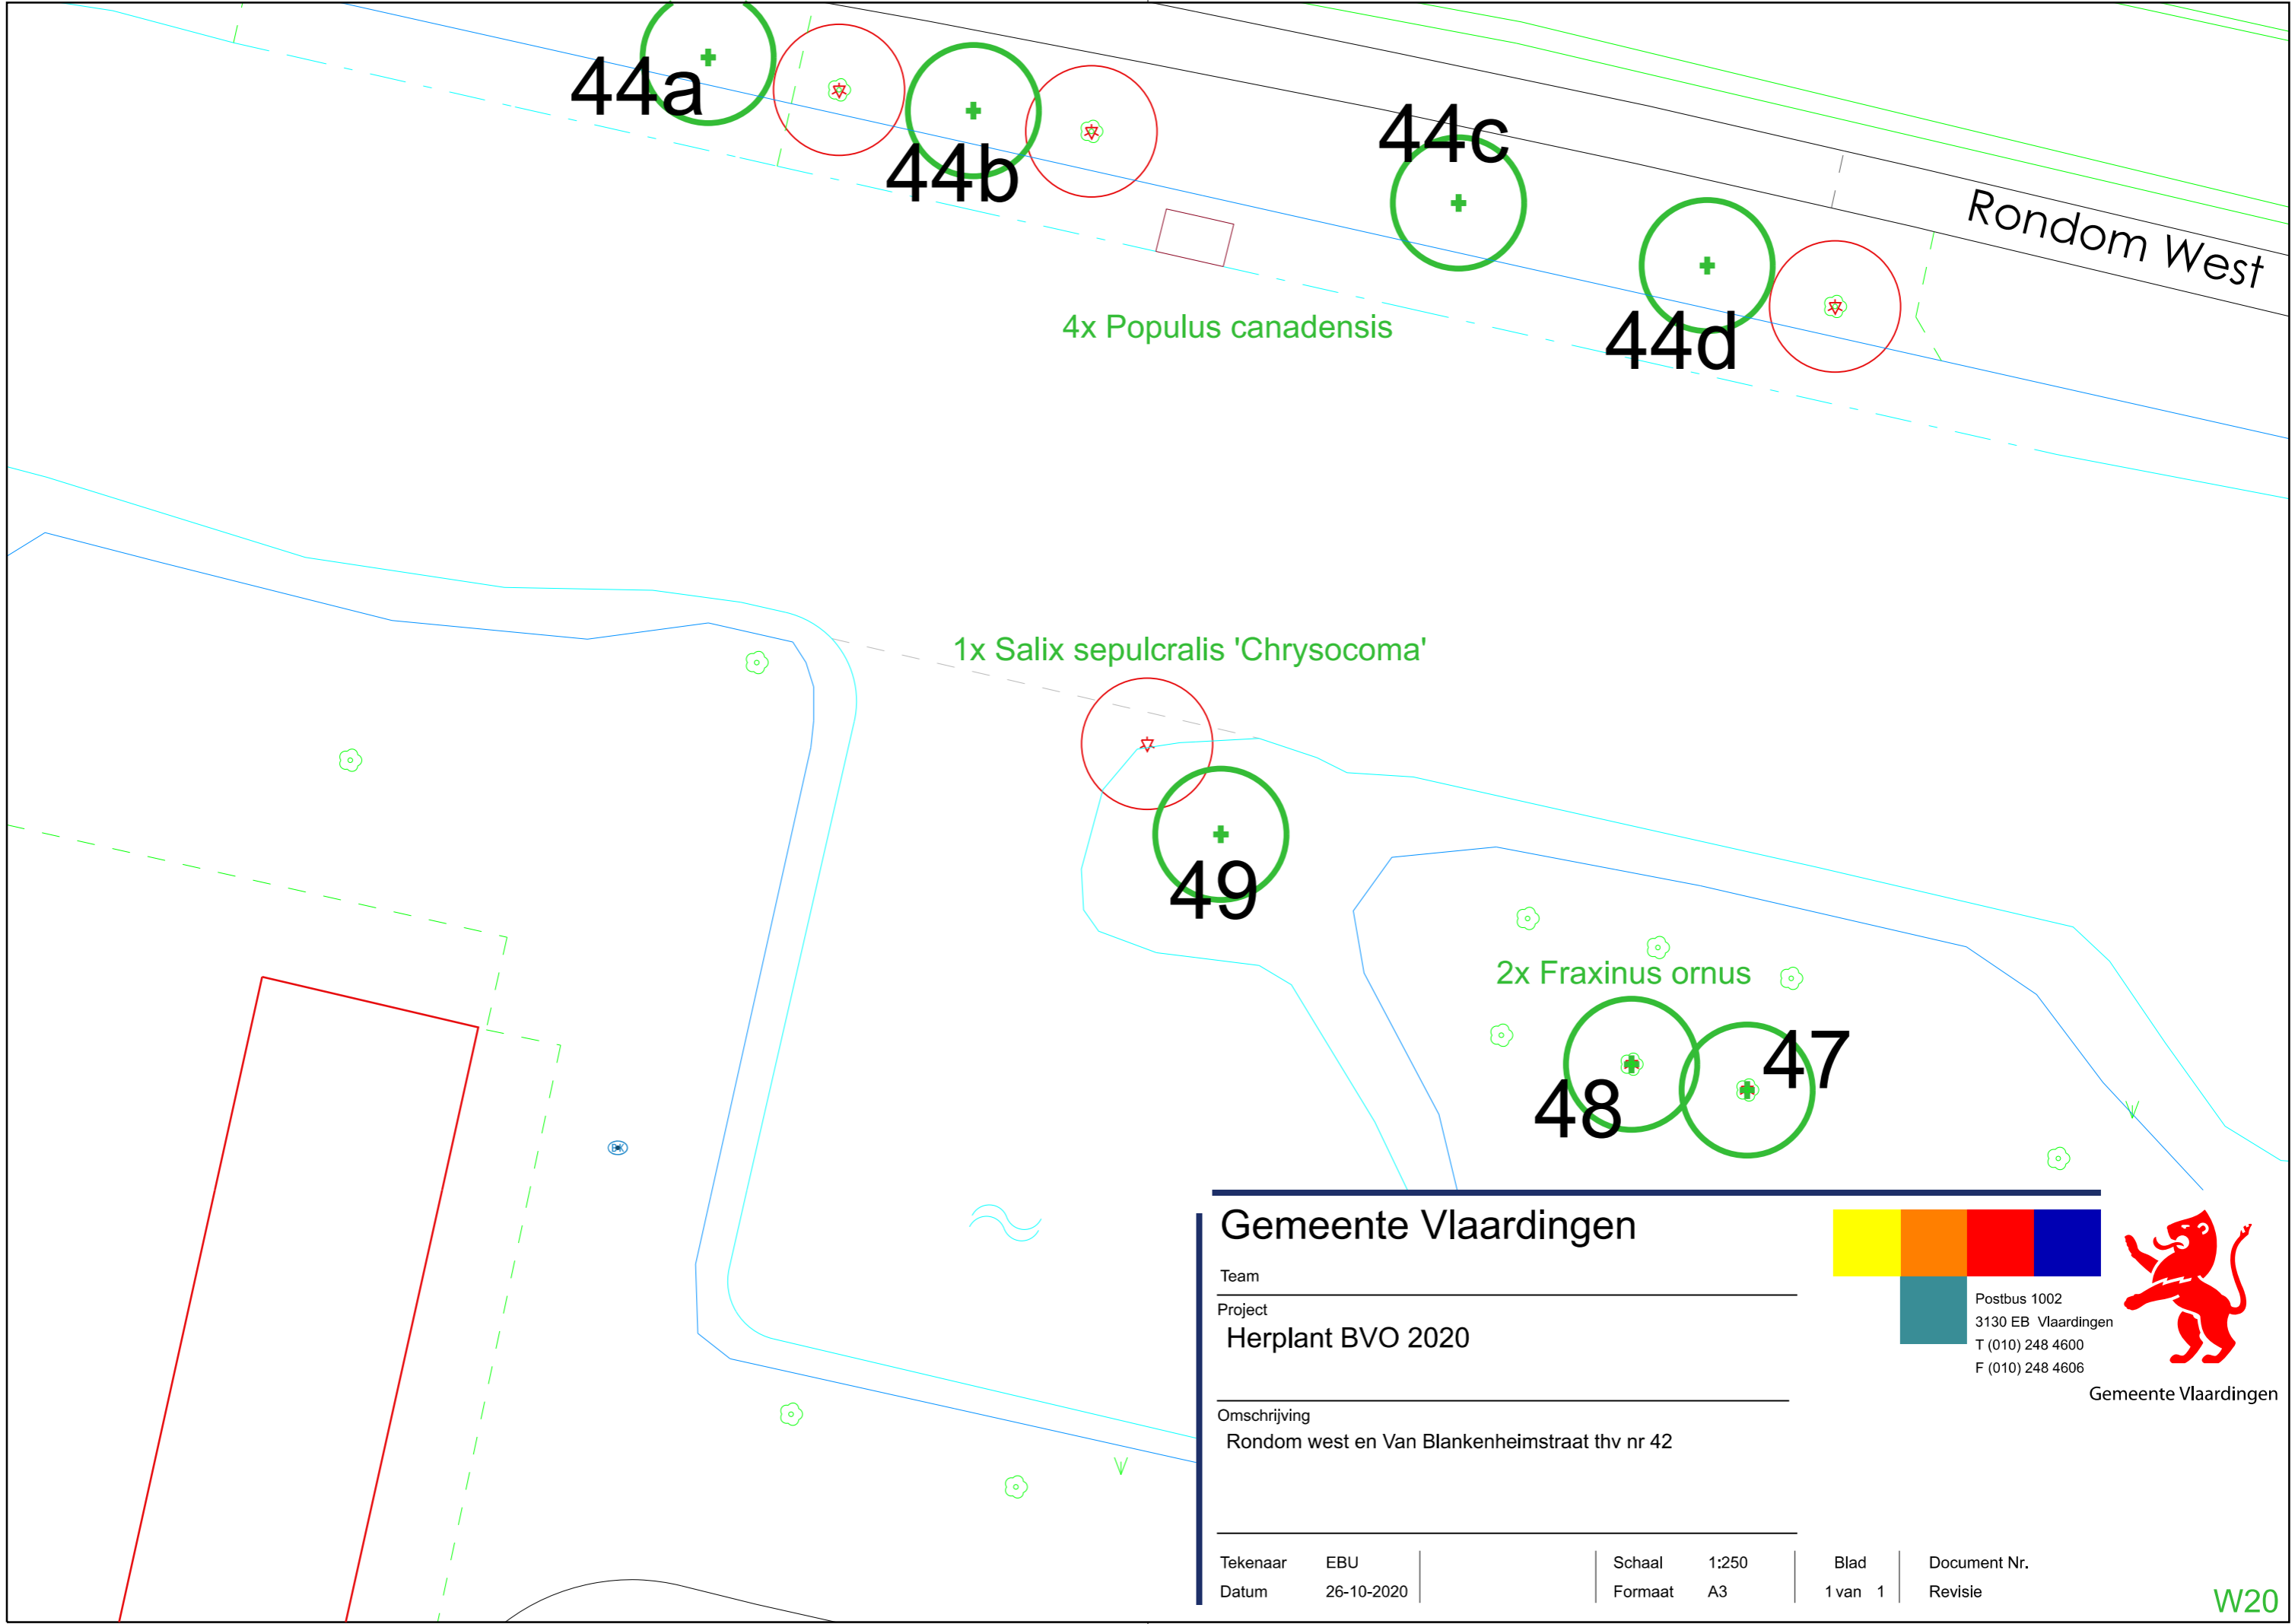 44a
44b
44c
44d
Rondom West
4x Populus canadensis
1x Salix sepulcralis 'Chrysocoma'
49
2x Fraxinus ornus
48
47
BK
Gemeente Vlaardingen
Team
Project
Herplant BVO 2020
Omschrijving
Rondom west en Van Blankenheimstraat thv nr 42
Postbus 1002
3130 EB Vlaardingen
T (010) 248 4600
F (010) 248 4606
Gemeente Vlaardingen
Tekenaar EBU Schaal 1:250 Blad Document Nr.
Datum 26-10-2020 Formaat A3 1 van 1 Revisie
W20